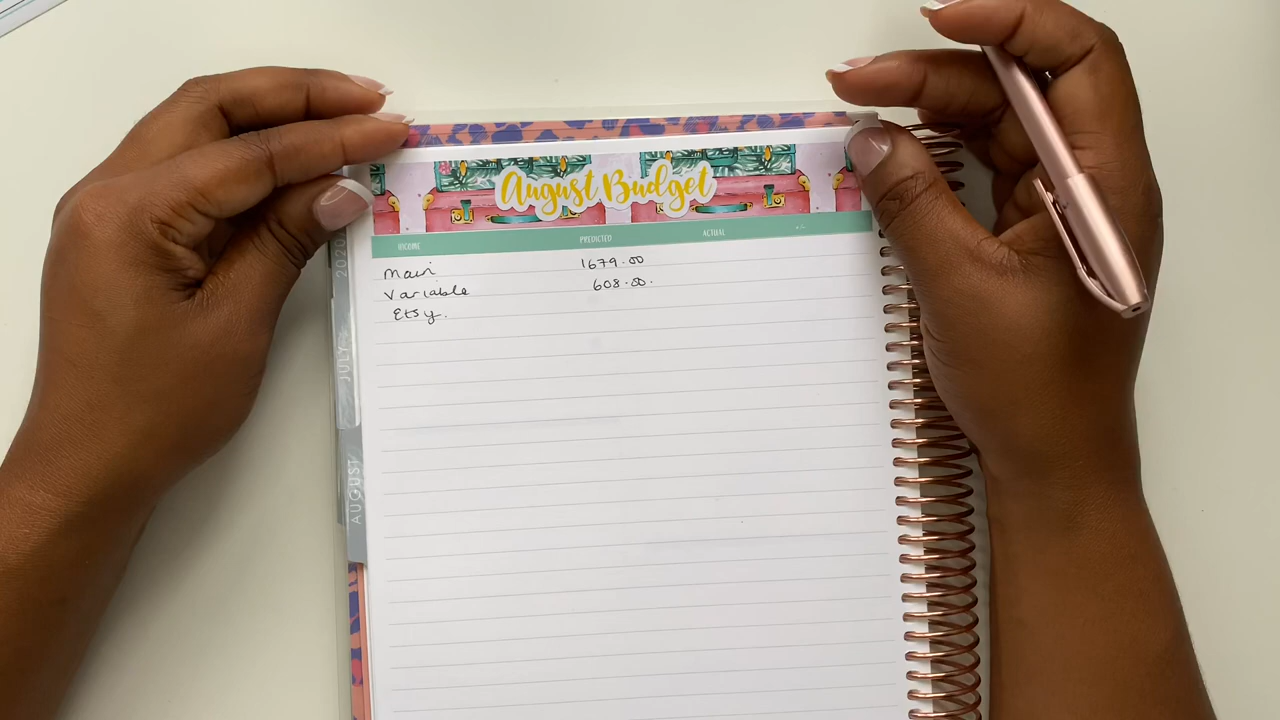 August Budget
INCOME PREDICTED ACTUAL +/-
Main 1679.00
Variable 608.00.
Etsy.
2020
JULY
AUGUST